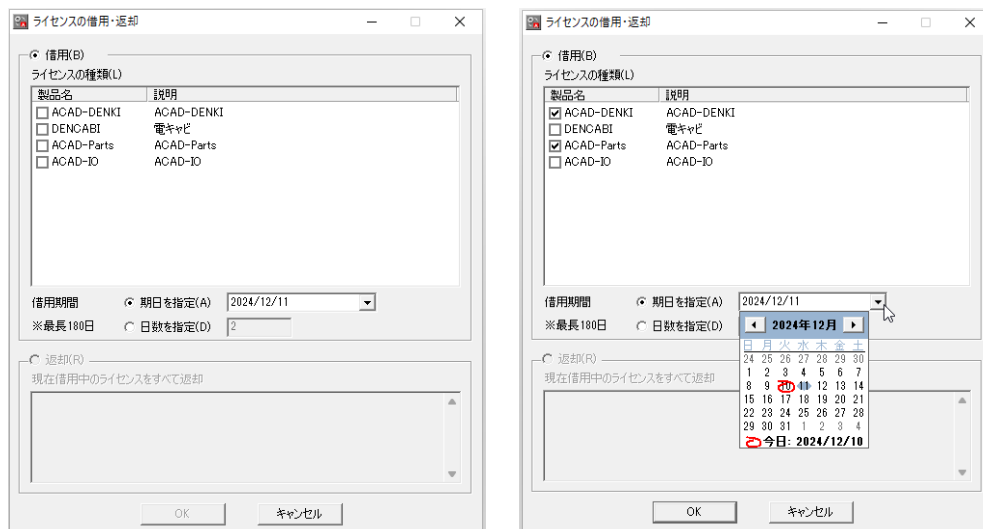 ライセンスの借用・返却
借用(B)
ライセンスの種類(L)
製品名 説明
ACAD-DENKI ACAD-DENKI
DENCABI 電キャビ
ACAD-Parts ACAD-Parts
ACAD-IO ACAD-IO
借用期間 期日を指定(A) 2024/12/11
※最長180日 日数を指定(D) 2
返却(R)
現在借用中のライセンスをすべて返却
OK キャンセル
ライセンスの借用・返却
借用(B)
ライセンスの種類(L)
製品名 説明
ACAD-DENKI ACAD-DENKI
DENCABI 電キャビ
ACAD-Parts ACAD-Parts
ACAD-IO ACAD-IO
借用期間 期日を指定(A) 2024/12/11
※最長180日 日数を指定(D)
2024年12月
日 月 火 水 木 金 土
24 25 26 27 28 29 30
1 2 3 4 5 6 7
8 9 10 11 12 13 14
15 16 17 18 19 20 21
22 23 24 25 26 27 28
29 30 31 1 2 3 4
今日: 2024/12/10
返却(R)
現在借用中のライセンスをすべて返却
OK キャンセル